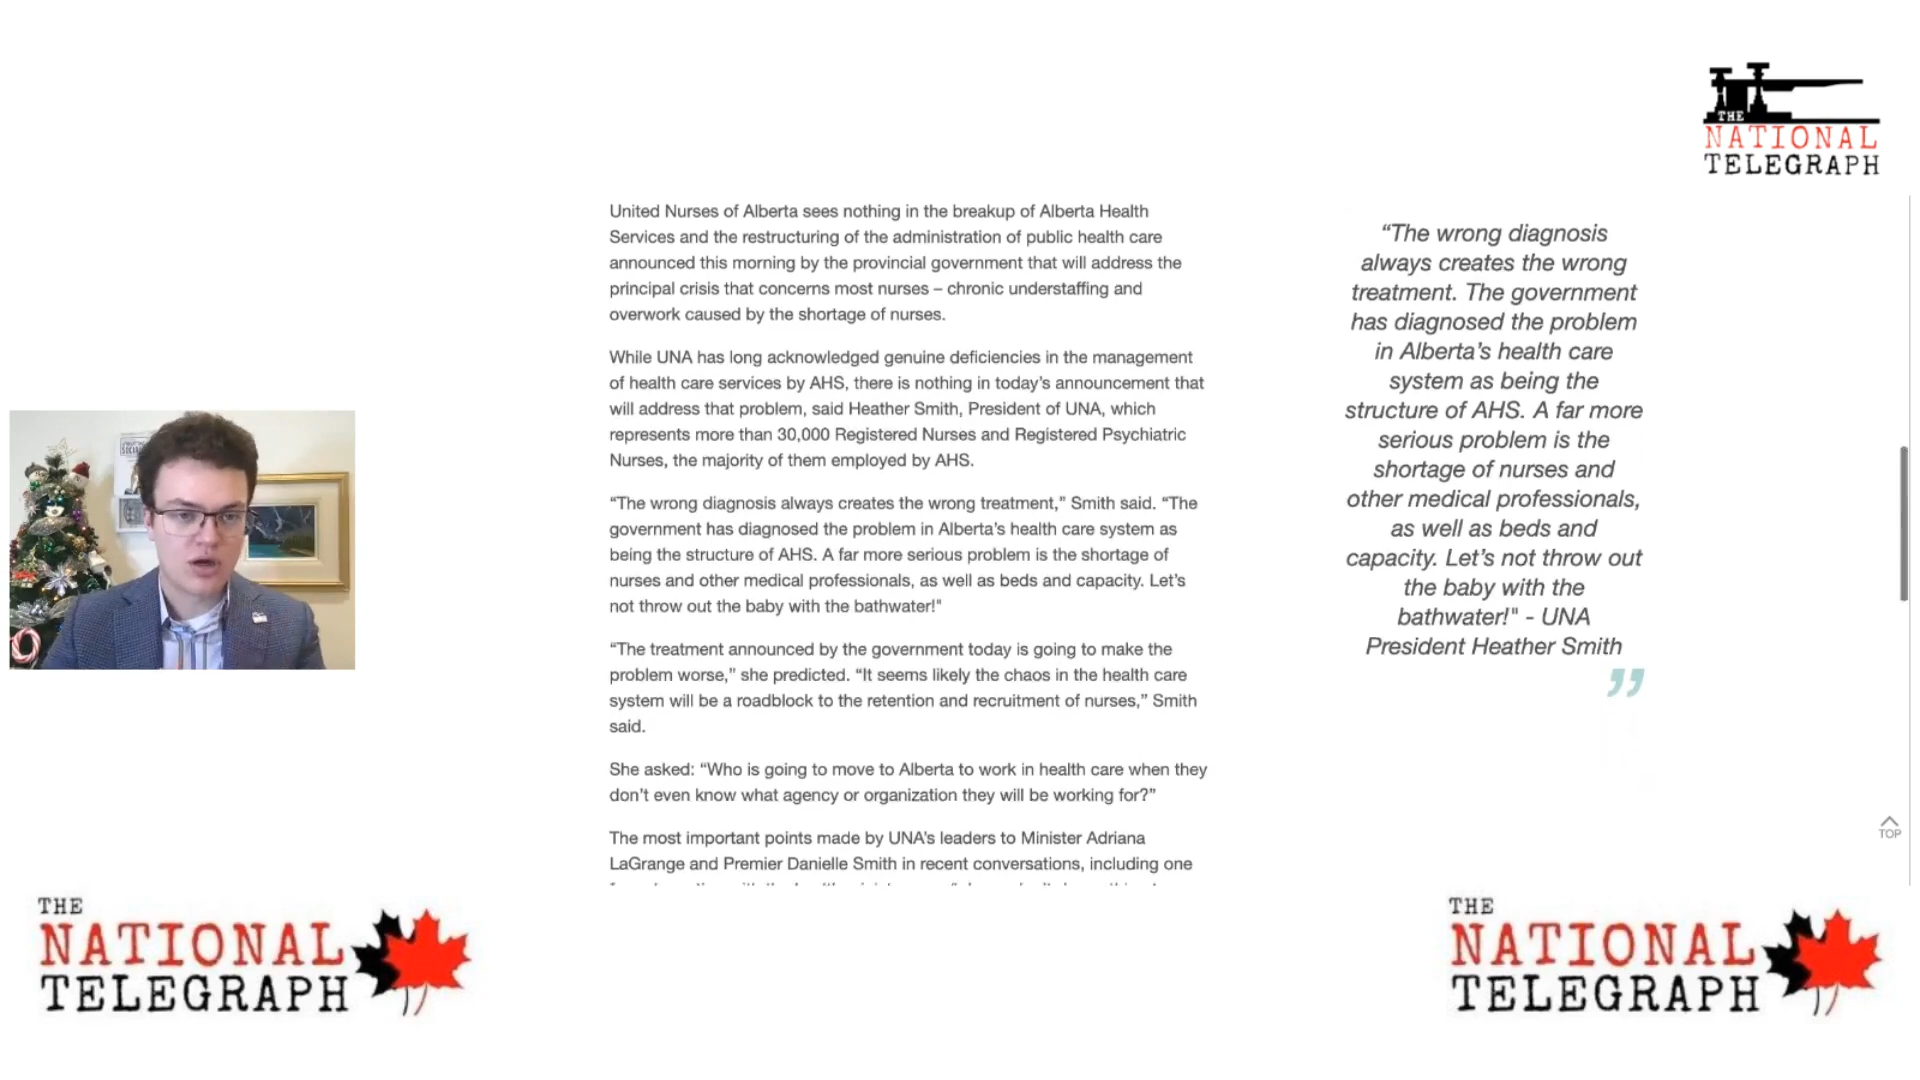 THE
NATIONAL
TELEGRAPH
United Nurses of Alberta sees nothing in the breakup of Alberta Health
Services and the restructuring of the administration of public health care
announced this morning by the provincial government that will address the
principal crisis that concerns most nurses – chronic understaffing and
overwork caused by the shortage of nurses.
While UNA has long acknowledged genuine deficiencies in the management
of health care services by AHS, there is nothing in today’s announcement that
will address that problem, said Heather Smith, President of UNA, which
represents more than 30,000 Registered Nurses and Registered Psychiatric
Nurses, the majority of them employed by AHS.
“The wrong diagnosis always creates the wrong treatment,” Smith said. “The
government has diagnosed the problem in Alberta’s health care system as
being the structure of AHS. A far more serious problem is the shortage of
nurses and other medical professionals, as well as beds and capacity. Let’s
not throw out the baby with the bathwater!"
“The treatment announced by the government today is going to make the
problem worse,” she predicted. “It seems likely the chaos in the health care
system will be a roadblock to the retention and recruitment of nurses,” Smith
said.
She asked: “Who is going to move to Alberta to work in health care when they
don’t even know what agency or organization they will be working for?”
The most important points made by UNA’s leaders to Minister Adriana
LaGrange and Premier Danielle Smith in recent conversations, including one
“The wrong diagnosis
always creates the wrong
treatment. The government
has diagnosed the problem
in Alberta’s health care
system as being the
structure of AHS. A far more
serious problem is the
shortage of nurses and
other medical professionals,
as well as beds and
capacity. Let’s not throw out
the baby with the
bathwater!" - UNA
President Heather Smith
”
TOP
THE
NATIONAL
TELEGRAPH
THE
NATIONAL
TELEGRAPH